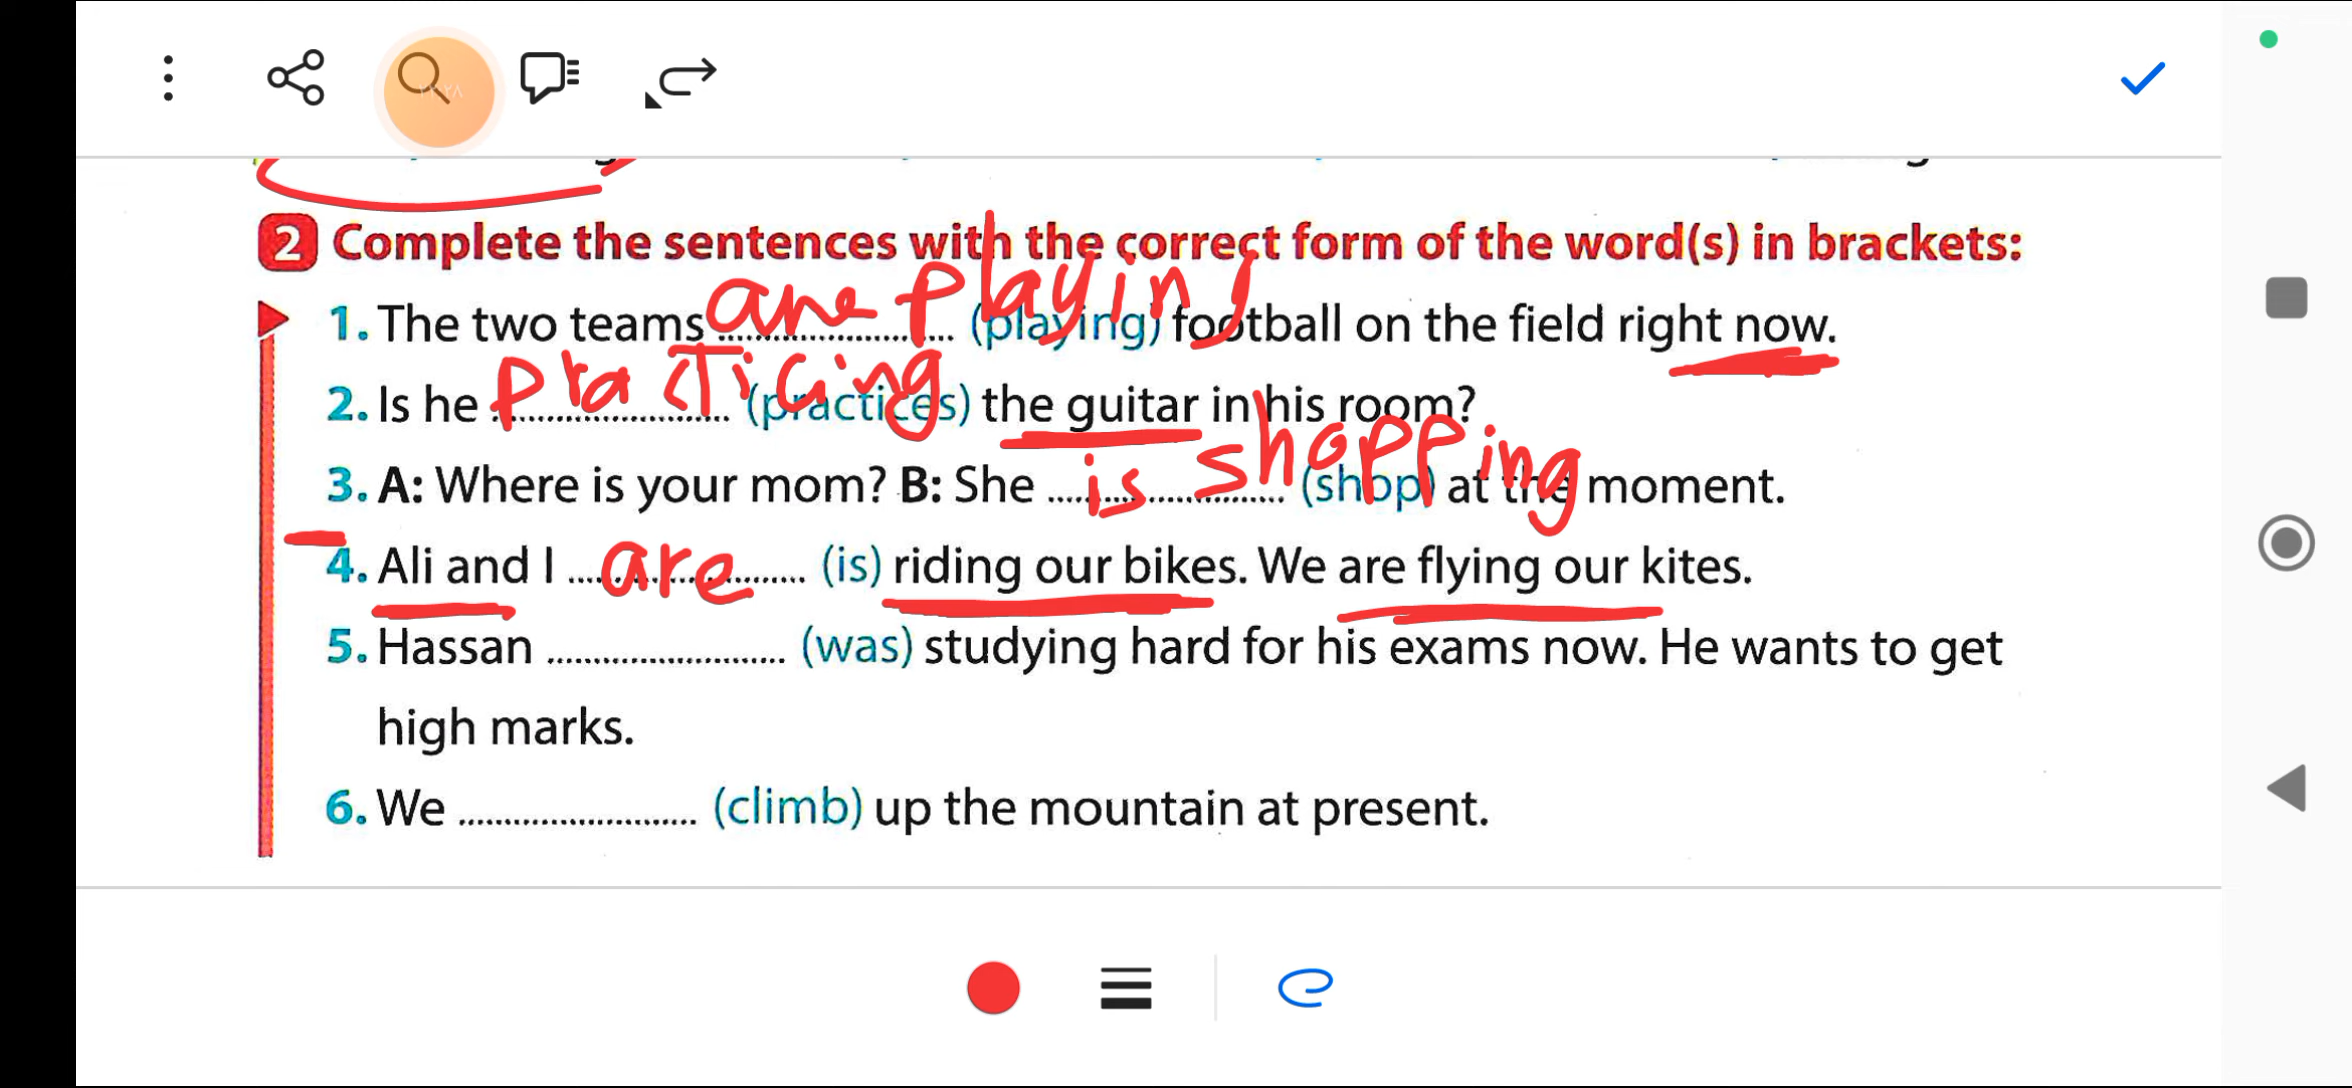 2 Complete the sentences with the correct form of the word(s) in brackets:
1. The two teams are playing (playing) football on the field right now.
2. Is he practicing (practices) the guitar in his room?
3. A: Where is your mom? B: She is shopping (shop) at the moment.
4. Ali and I are (is) riding our bikes. We are flying our kites.
5. Hassan ........................ (was) studying hard for his exams now. He wants to get
high marks.
6. We ........................ (climb) up the mountain at present.